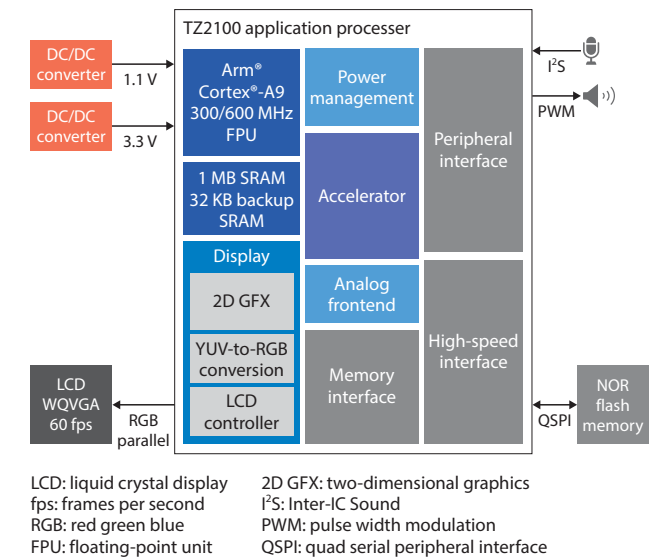 TZ2100 application processer
DC/DC
converter
1.1 V
DC/DC
converter
3.3 V
Arm®
Cortex®-A9
300/600 MHz
FPU
1 MB SRAM
32 KB backup
SRAM
Display
2D GFX
YUV-to-RGB
conversion
LCD
controller
Power
management
Accelerator
Analog
frontend
Memory
interface
Peripheral
interface
High-speed
interface
I²S
PWM
LCD
WQVGA
60 fps
RGB
parallel
QSPI
NOR
flash
memory
LCD: liquid crystal display
fps: frames per second
RGB: red green blue
FPU: floating-point unit
2D GFX: two-dimensional graphics
I²S: Inter-IC Sound
PWM: pulse width modulation
QSPI: quad serial peripheral interface